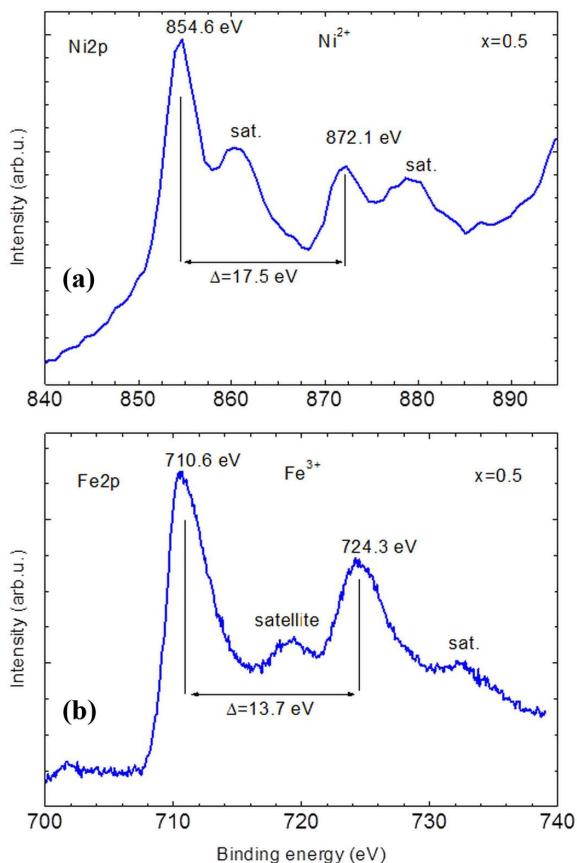 854.6 eV
Ni2p
Ni²⁺
x=0.5
sat.
872.1 eV
sat.
Intensity (arb.u.)
(a)
Δ=17.5 eV
840 850 860 870 880 890
710.6 eV
Fe2p
Fe³⁺
x=0.5
724.3 eV
satellite
sat.
Intensity (arb.u.)
(b)
Δ=13.7 eV
700 710 720 730 740
Binding energy (eV)